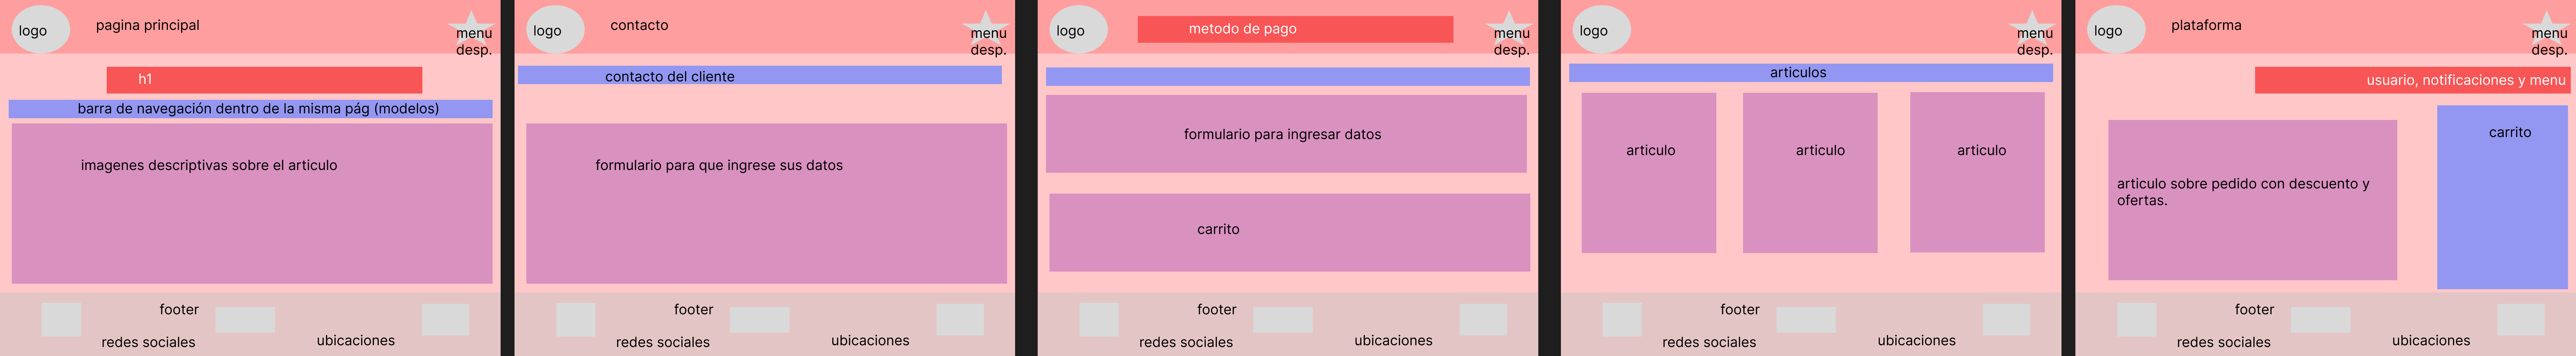 logo
pagina principal
menu
desp.
h1
barra de navegación dentro de la misma pág (modelos)
imagenes descriptivas sobre el articulo
footer
redes sociales
ubicaciones
logo
contacto
menu
desp.
contacto del cliente
formulario para que ingrese sus datos
footer
redes sociales
ubicaciones
logo
metodo de pago
menu
desp.
formulario para ingresar datos
carrito
footer
redes sociales
ubicaciones
logo
menu
desp.
articulos
articulo
articulo
articulo
footer
redes sociales
ubicaciones
logo
plataforma
menu
desp.
usuario, notificaciones y menu
carrito
articulo sobre pedido con descuento y
ofertas.
footer
redes sociales
ubicaciones